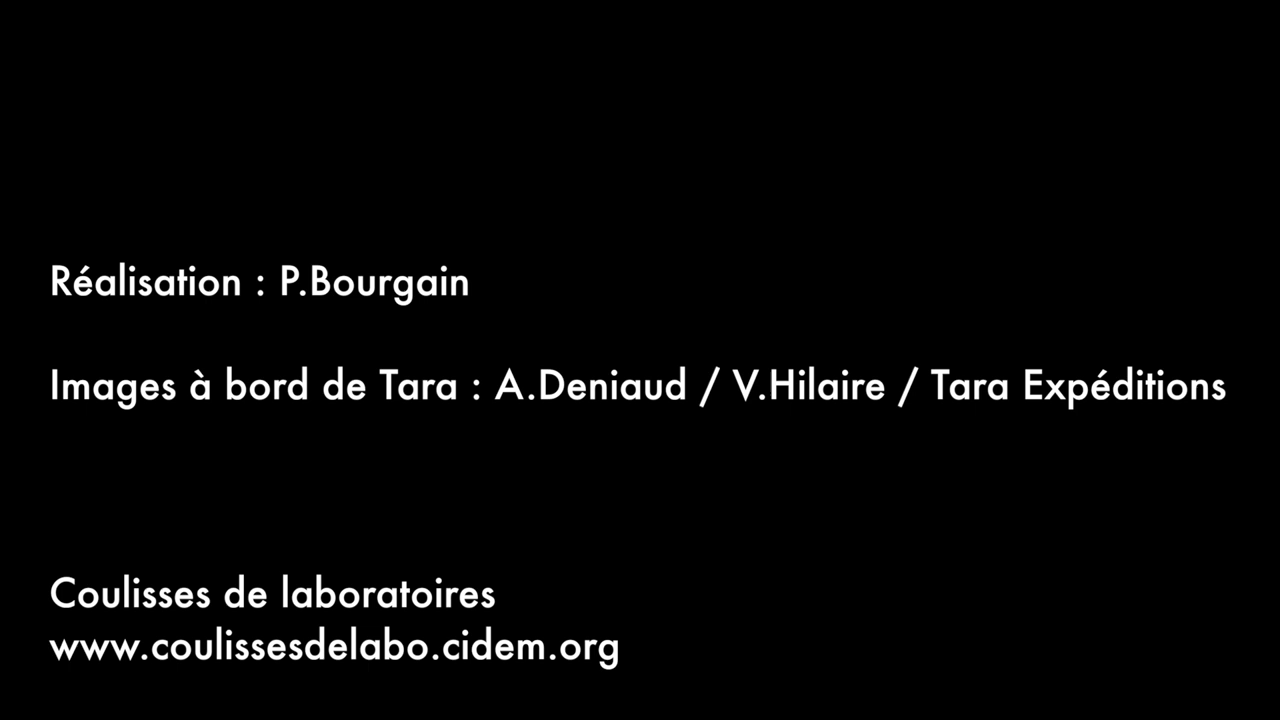 Réalisation : P.Bourgain
Images à bord de Tara : A.Deniaud / V.Hilaire / Tara Expéditions
Coulisses de laboratoires
www.coulissesdelabo.cidem.org